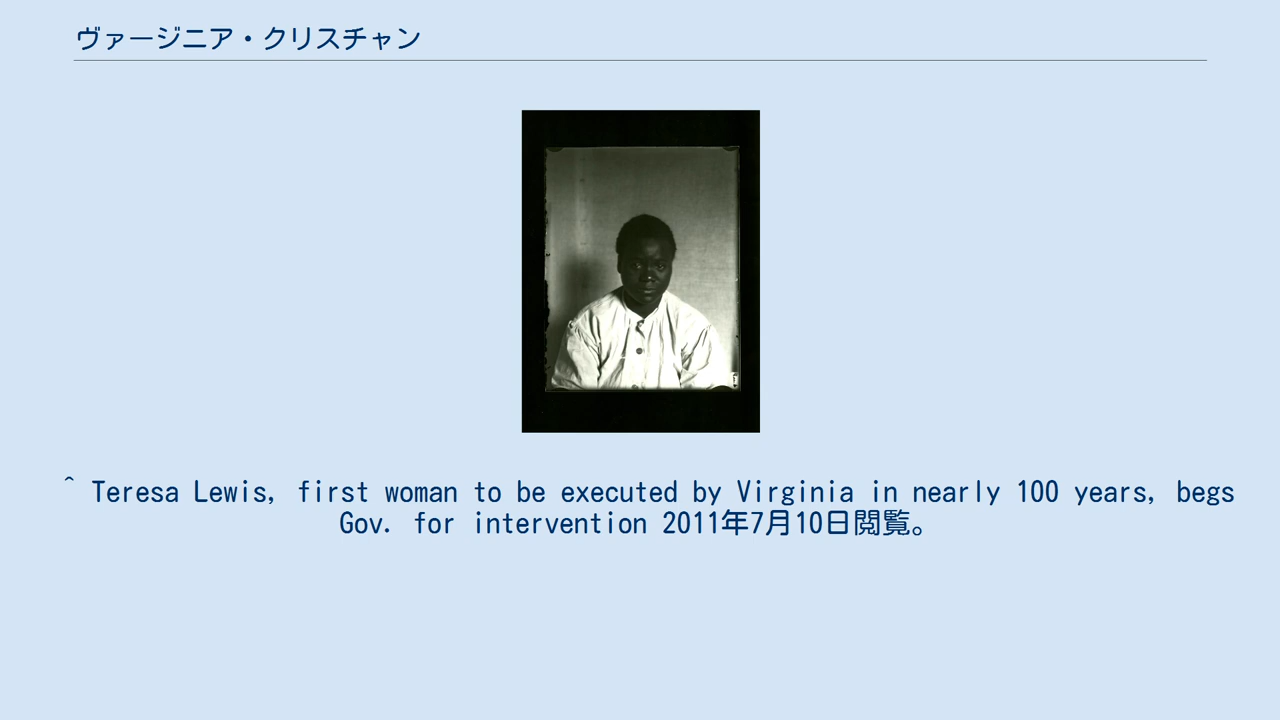 ヴァージニア・クリスチャン
^ Teresa Lewis, first woman to be executed by Virginia in nearly 100 years, begs
Gov. for intervention 2011年7月10日閲覧。